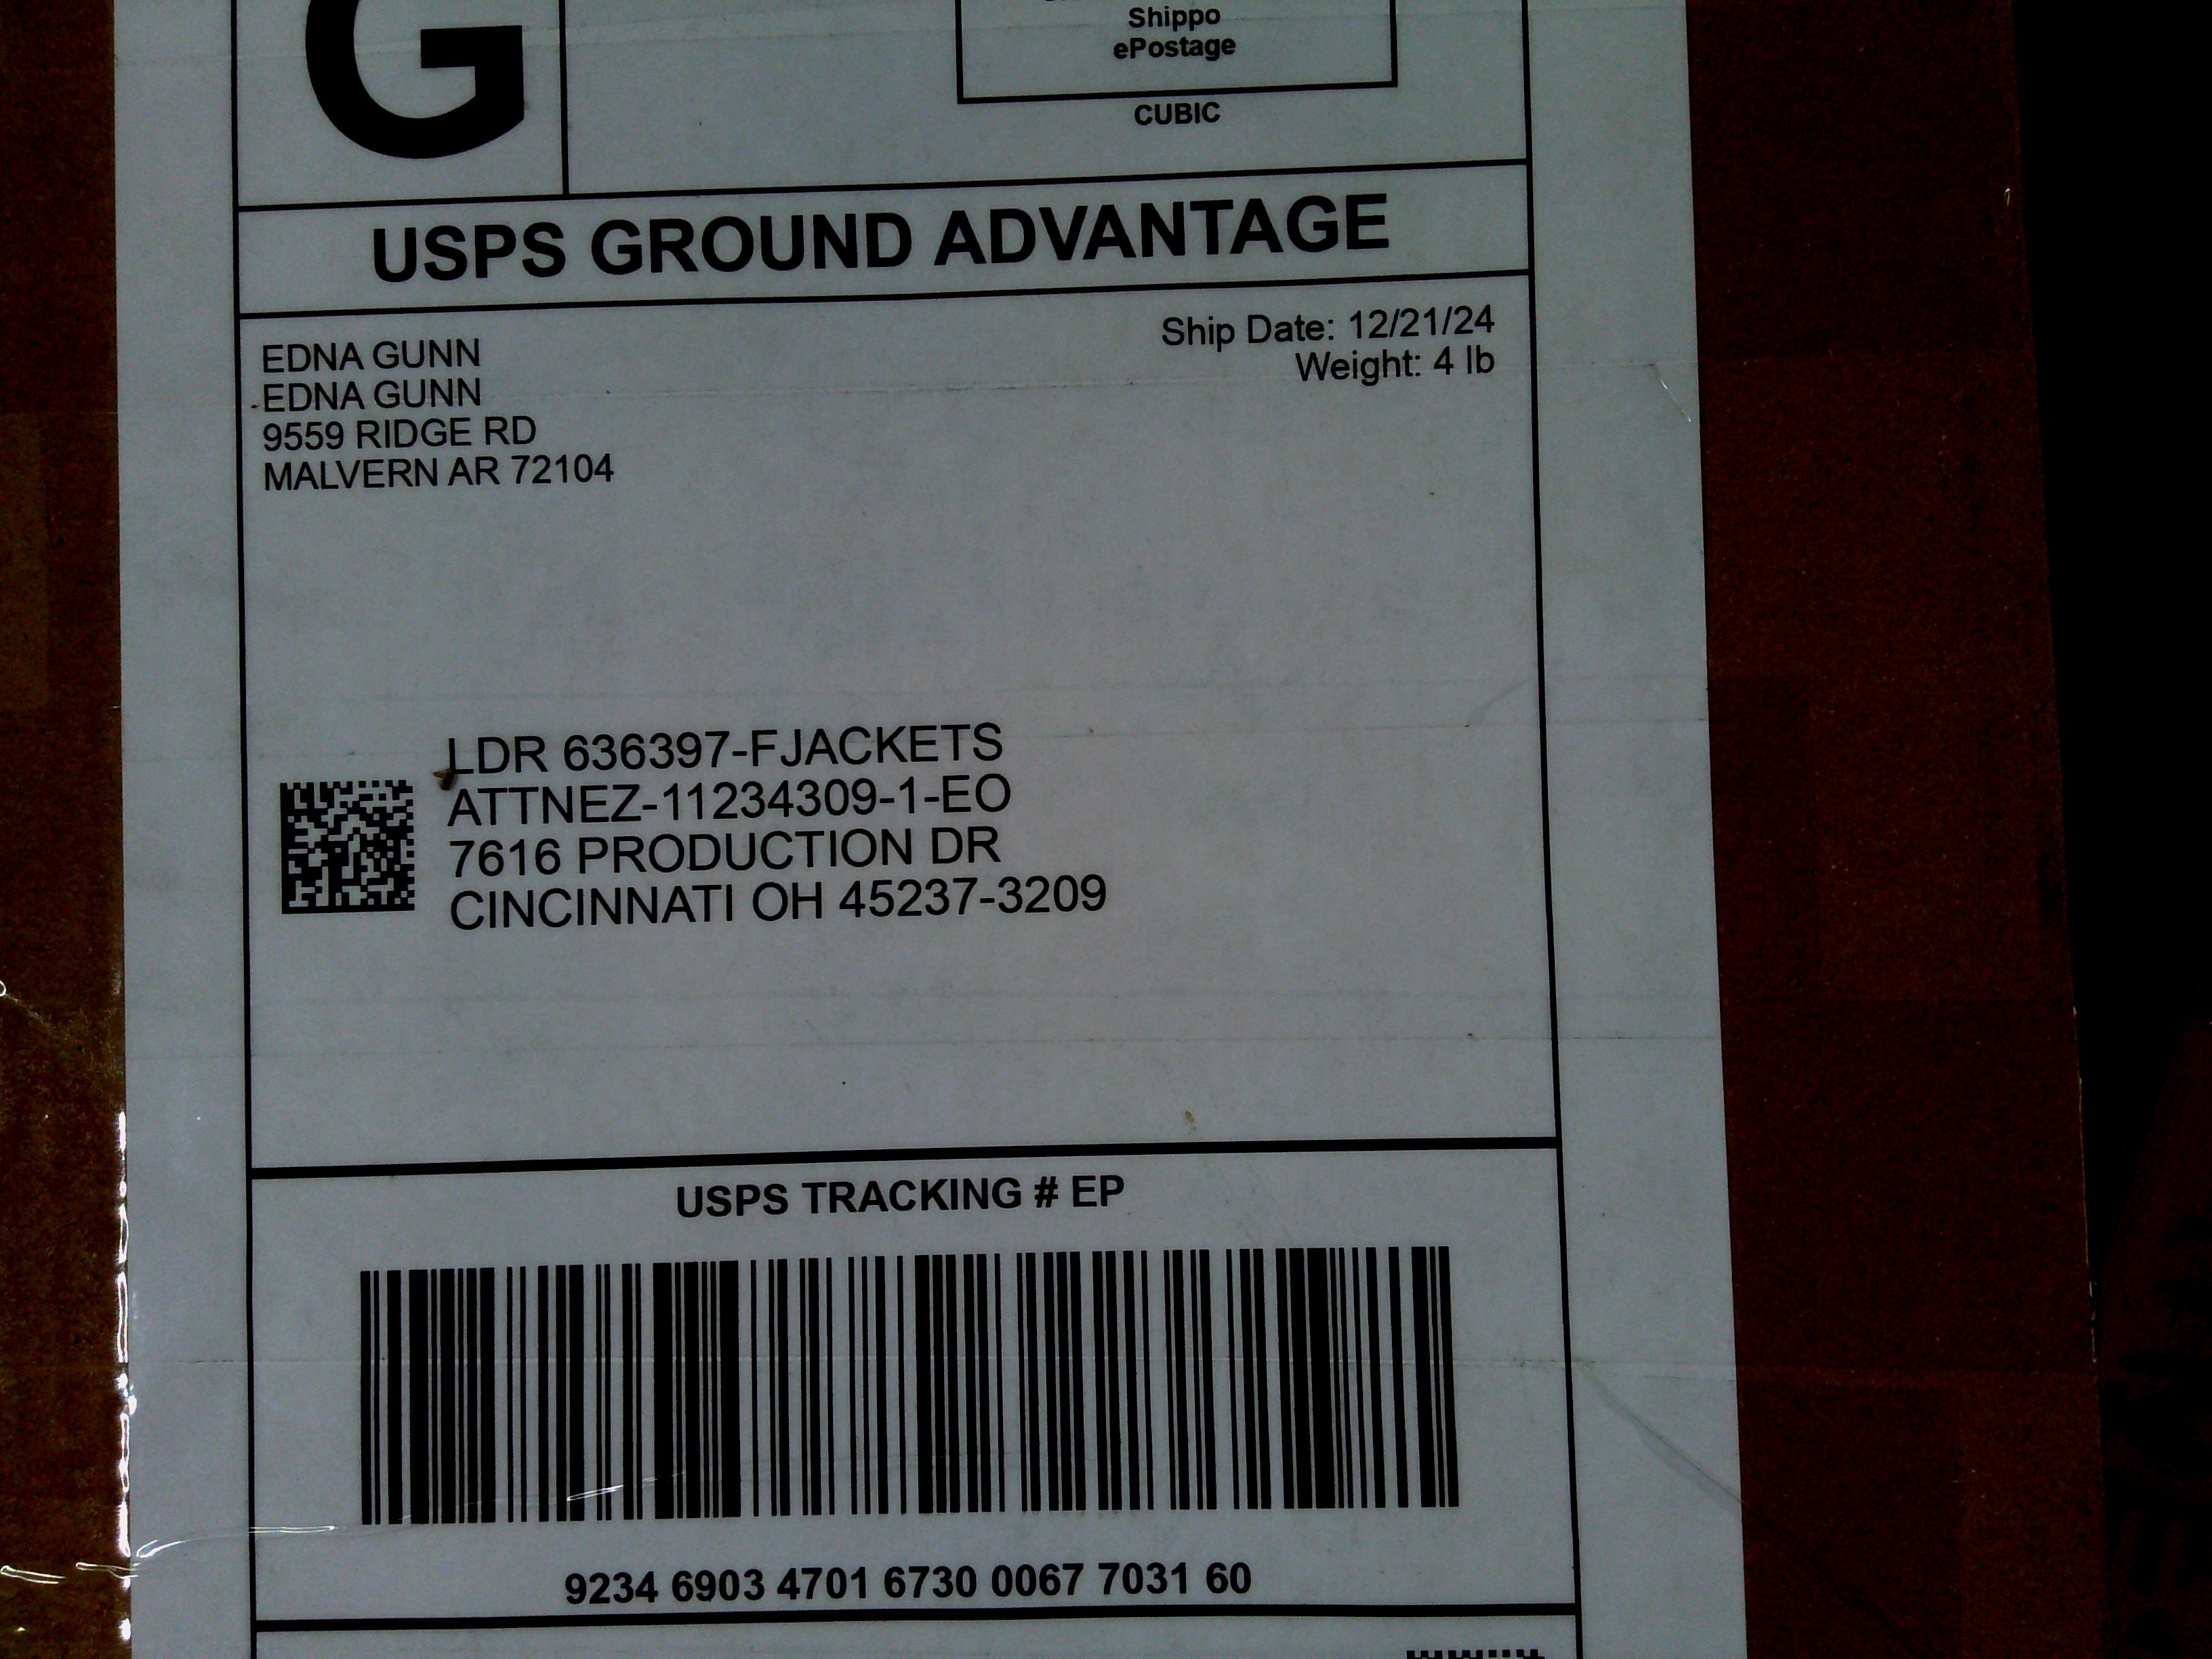 Shippo
ePostage
CUBIC
G
USPS GROUND ADVANTAGE
Ship Date: 12/21/24
Weight: 4 lb
EDNA GUNN
EDNA GUNN
9559 RIDGE RD
MALVERN AR 72104
LDR 636397-FJACKETS
ATTNEZ-11234309-1-EO
7616 PRODUCTION DR
CINCINNATI OH 45237-3209
USPS TRACKING # EP
9234 6903 4701 6730 0067 7031 60